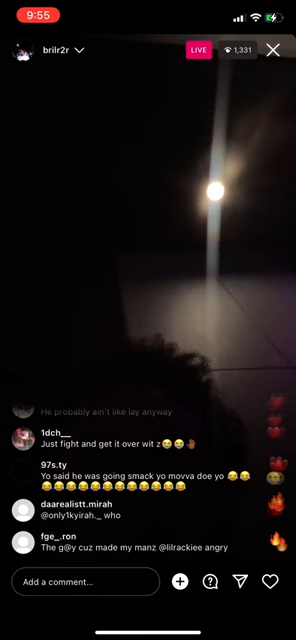 9:55
brilr2r
LIVE
1,331
He probably ain't like lay anyway
1dch__
Just fight and get it over wit z😭😭🤚🏾
97s.ty
Yo said he was going smack yo movva doe yo 😂😂
😂😂😂😂😂😂😂😂😂😂😂😂
daarealistt.mirah
@only1kyirah._ who
fge_.ron
The g@y cuz made my manz @lilrackiee angry
Add a comment...